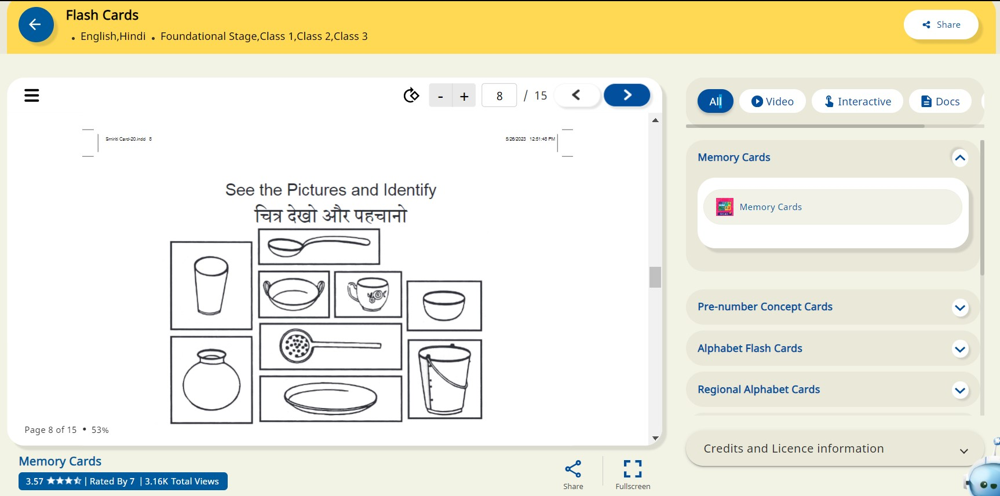 Flash Cards
• English,Hindi • Foundational Stage,Class 1,Class 2,Class 3
Share
- + 8 / 15
Smiriti Card-20.indd 8
5/26/2023 12:51:48 PM
See the Pictures and Identify
चित्र देखो और पहचानो
Page 8 of 15 • 53%
Memory Cards
3.57 | Rated By 7 | 3.16K Total Views
Share
Fullscreen
All Video Interactive Docs
Memory Cards
Memory Cards
Pre-number Concept Cards
Alphabet Flash Cards
Regional Alphabet Cards
Credits and Licence information